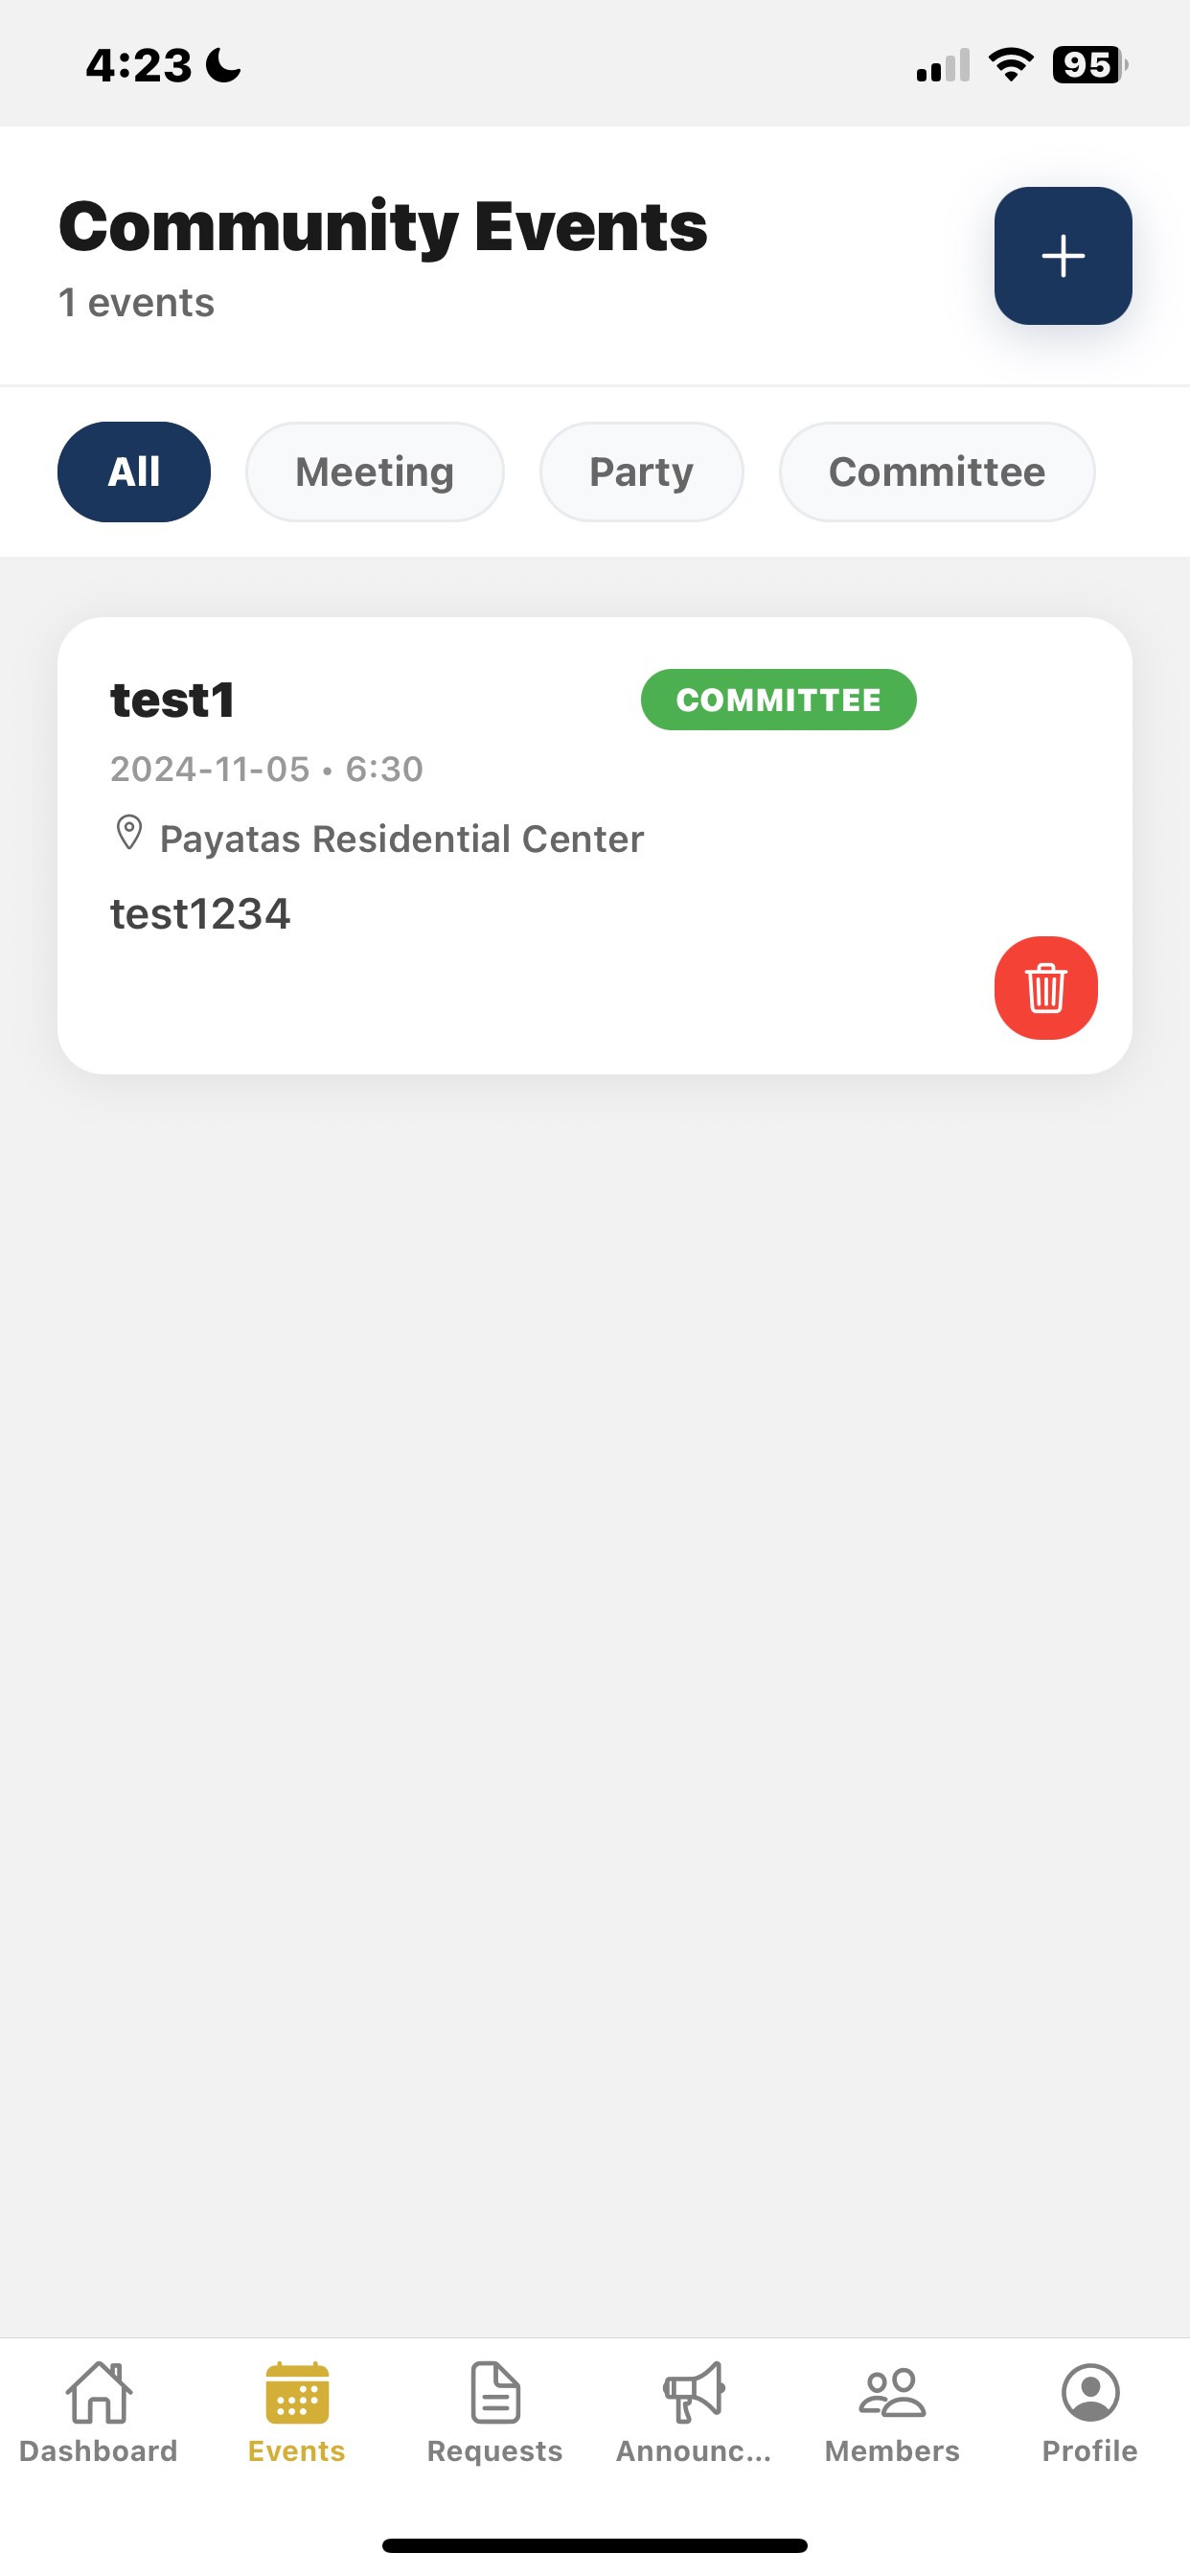 4:23
95
Community Events
1 events
All
Meeting
Party
Committee
test1
COMMITTEE
2024-11-05 • 6:30
Payatas Residential Center
test1234
Dashboard
Events
Requests
Announc...
Members
Profile